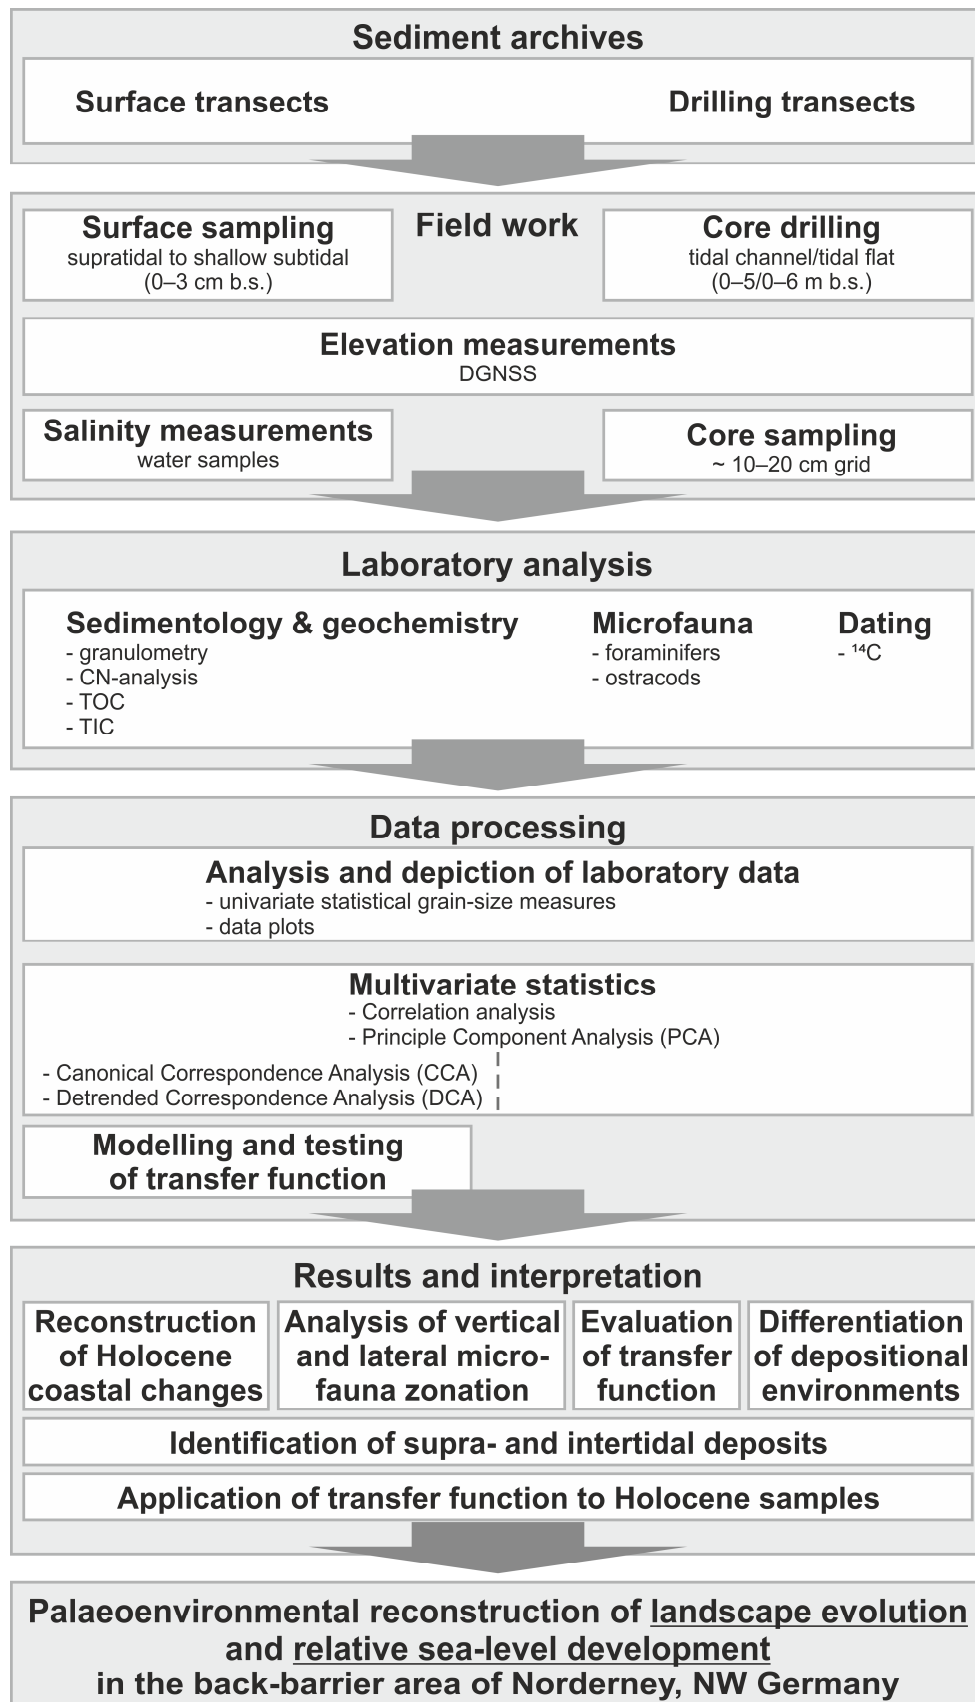 Sediment archives
Surface transects
Drilling transects
Surface sampling
supratidal to shallow subtidal
(0–3 cm b.s.)
Field work
Core drilling
tidal channel/tidal flat
(0–5/0–6 m b.s.)
Elevation measurements
DGNSS
Salinity measurements
water samples
Core sampling
~ 10–20 cm grid
Laboratory analysis
Sedimentology & geochemistry
- granulometry
- CN-analysis
- TOC
- TIC
Microfauna
- foraminifers
- ostracods
Dating
- ¹⁴C
Data processing
Analysis and depiction of laboratory data
- univariate statistical grain-size measures
- data plots
Multivariate statistics
- Correlation analysis
- Principle Component Analysis (PCA)
- Canonical Correspondence Analysis (CCA)
- Detrended Correspondence Analysis (DCA)
Modelling and testing
of transfer function
Results and interpretation
Reconstruction
of Holocene
coastal changes
Analysis of vertical
and lateral micro-
fauna zonation
Evaluation
of transfer
function
Differentiation
of depositional
environments
Identification of supra- and intertidal deposits
Application of transfer function to Holocene samples
Palaeoenvironmental reconstruction of landscape evolution
and relative sea-level development
in the back-barrier area of Norderney, NW Germany